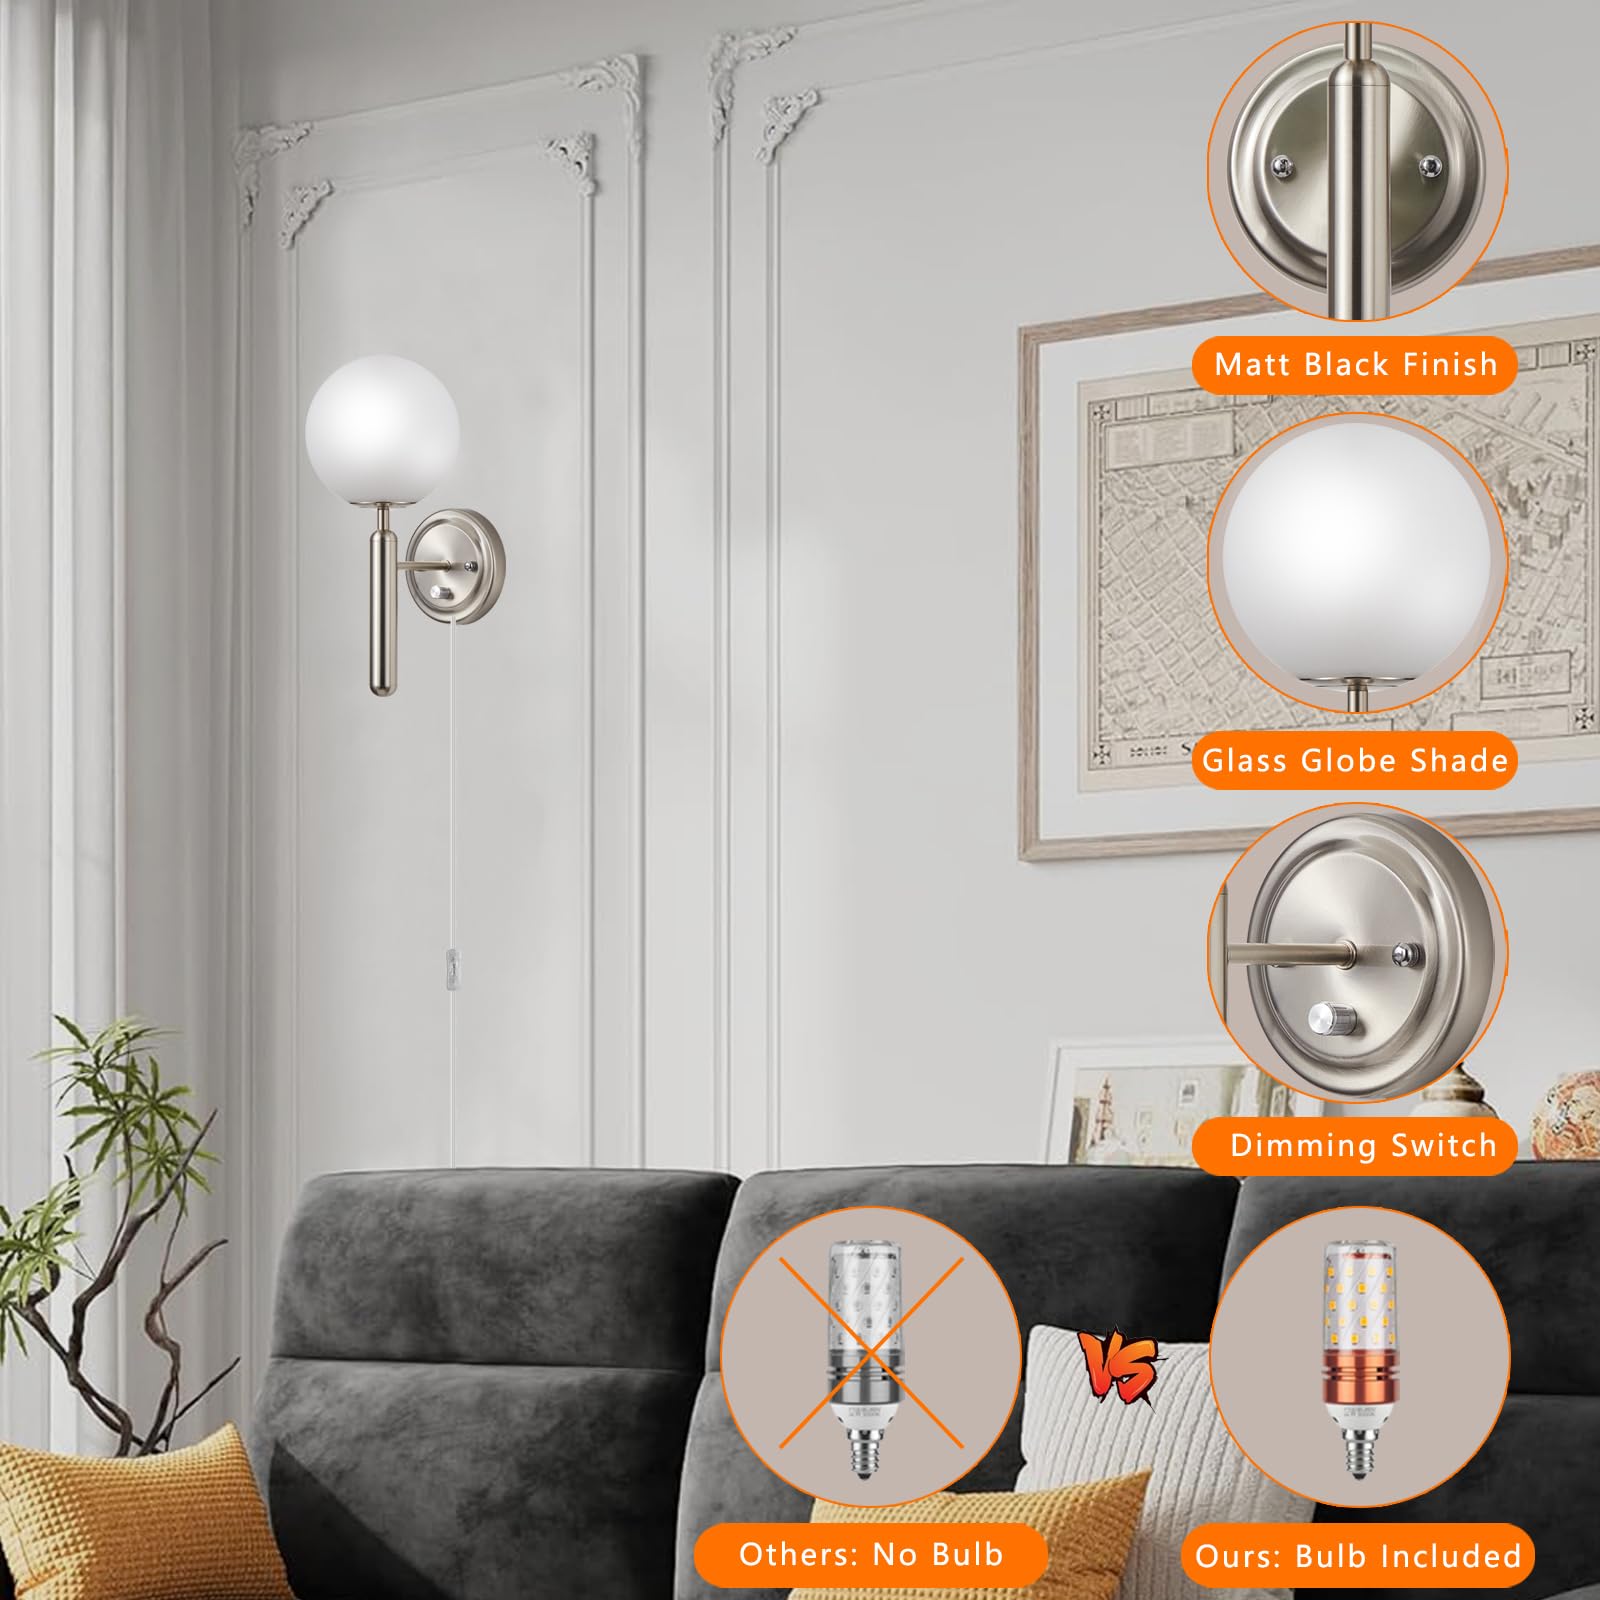 Matt Black Finish
Glass Globe Shade
Dimming Switch
VS
Others: No Bulb
Ours: Bulb Included